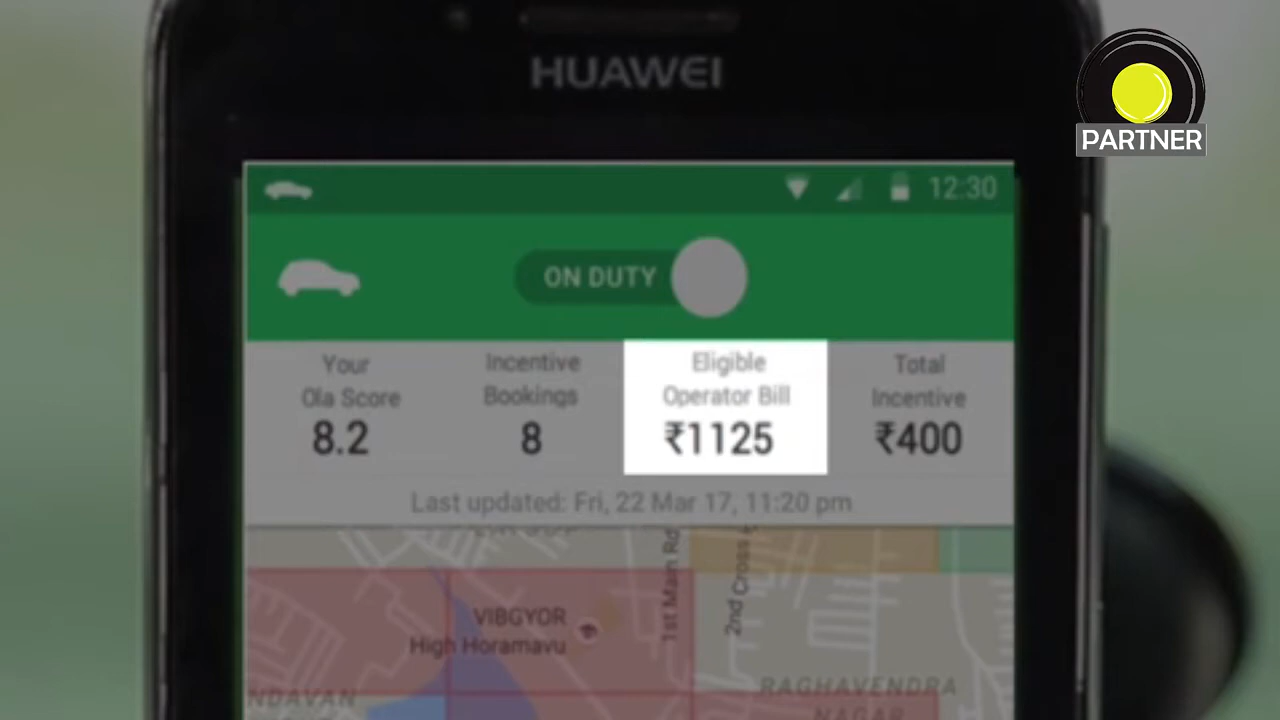 HUAWEI
PARTNER
12:30
ON DUTY
Your
Ola Score
8.2
Incentive
Bookings
8
Eligible
Operator Bill
₹1125
Total
Incentive
₹400
Last updated: Fri, 22 Mar 17, 11:20 pm
1st Main Rd
2nd Cross
VIBGYOR
High Horamavu
NDAVAN
RAGHAVENDRA
NAGAR